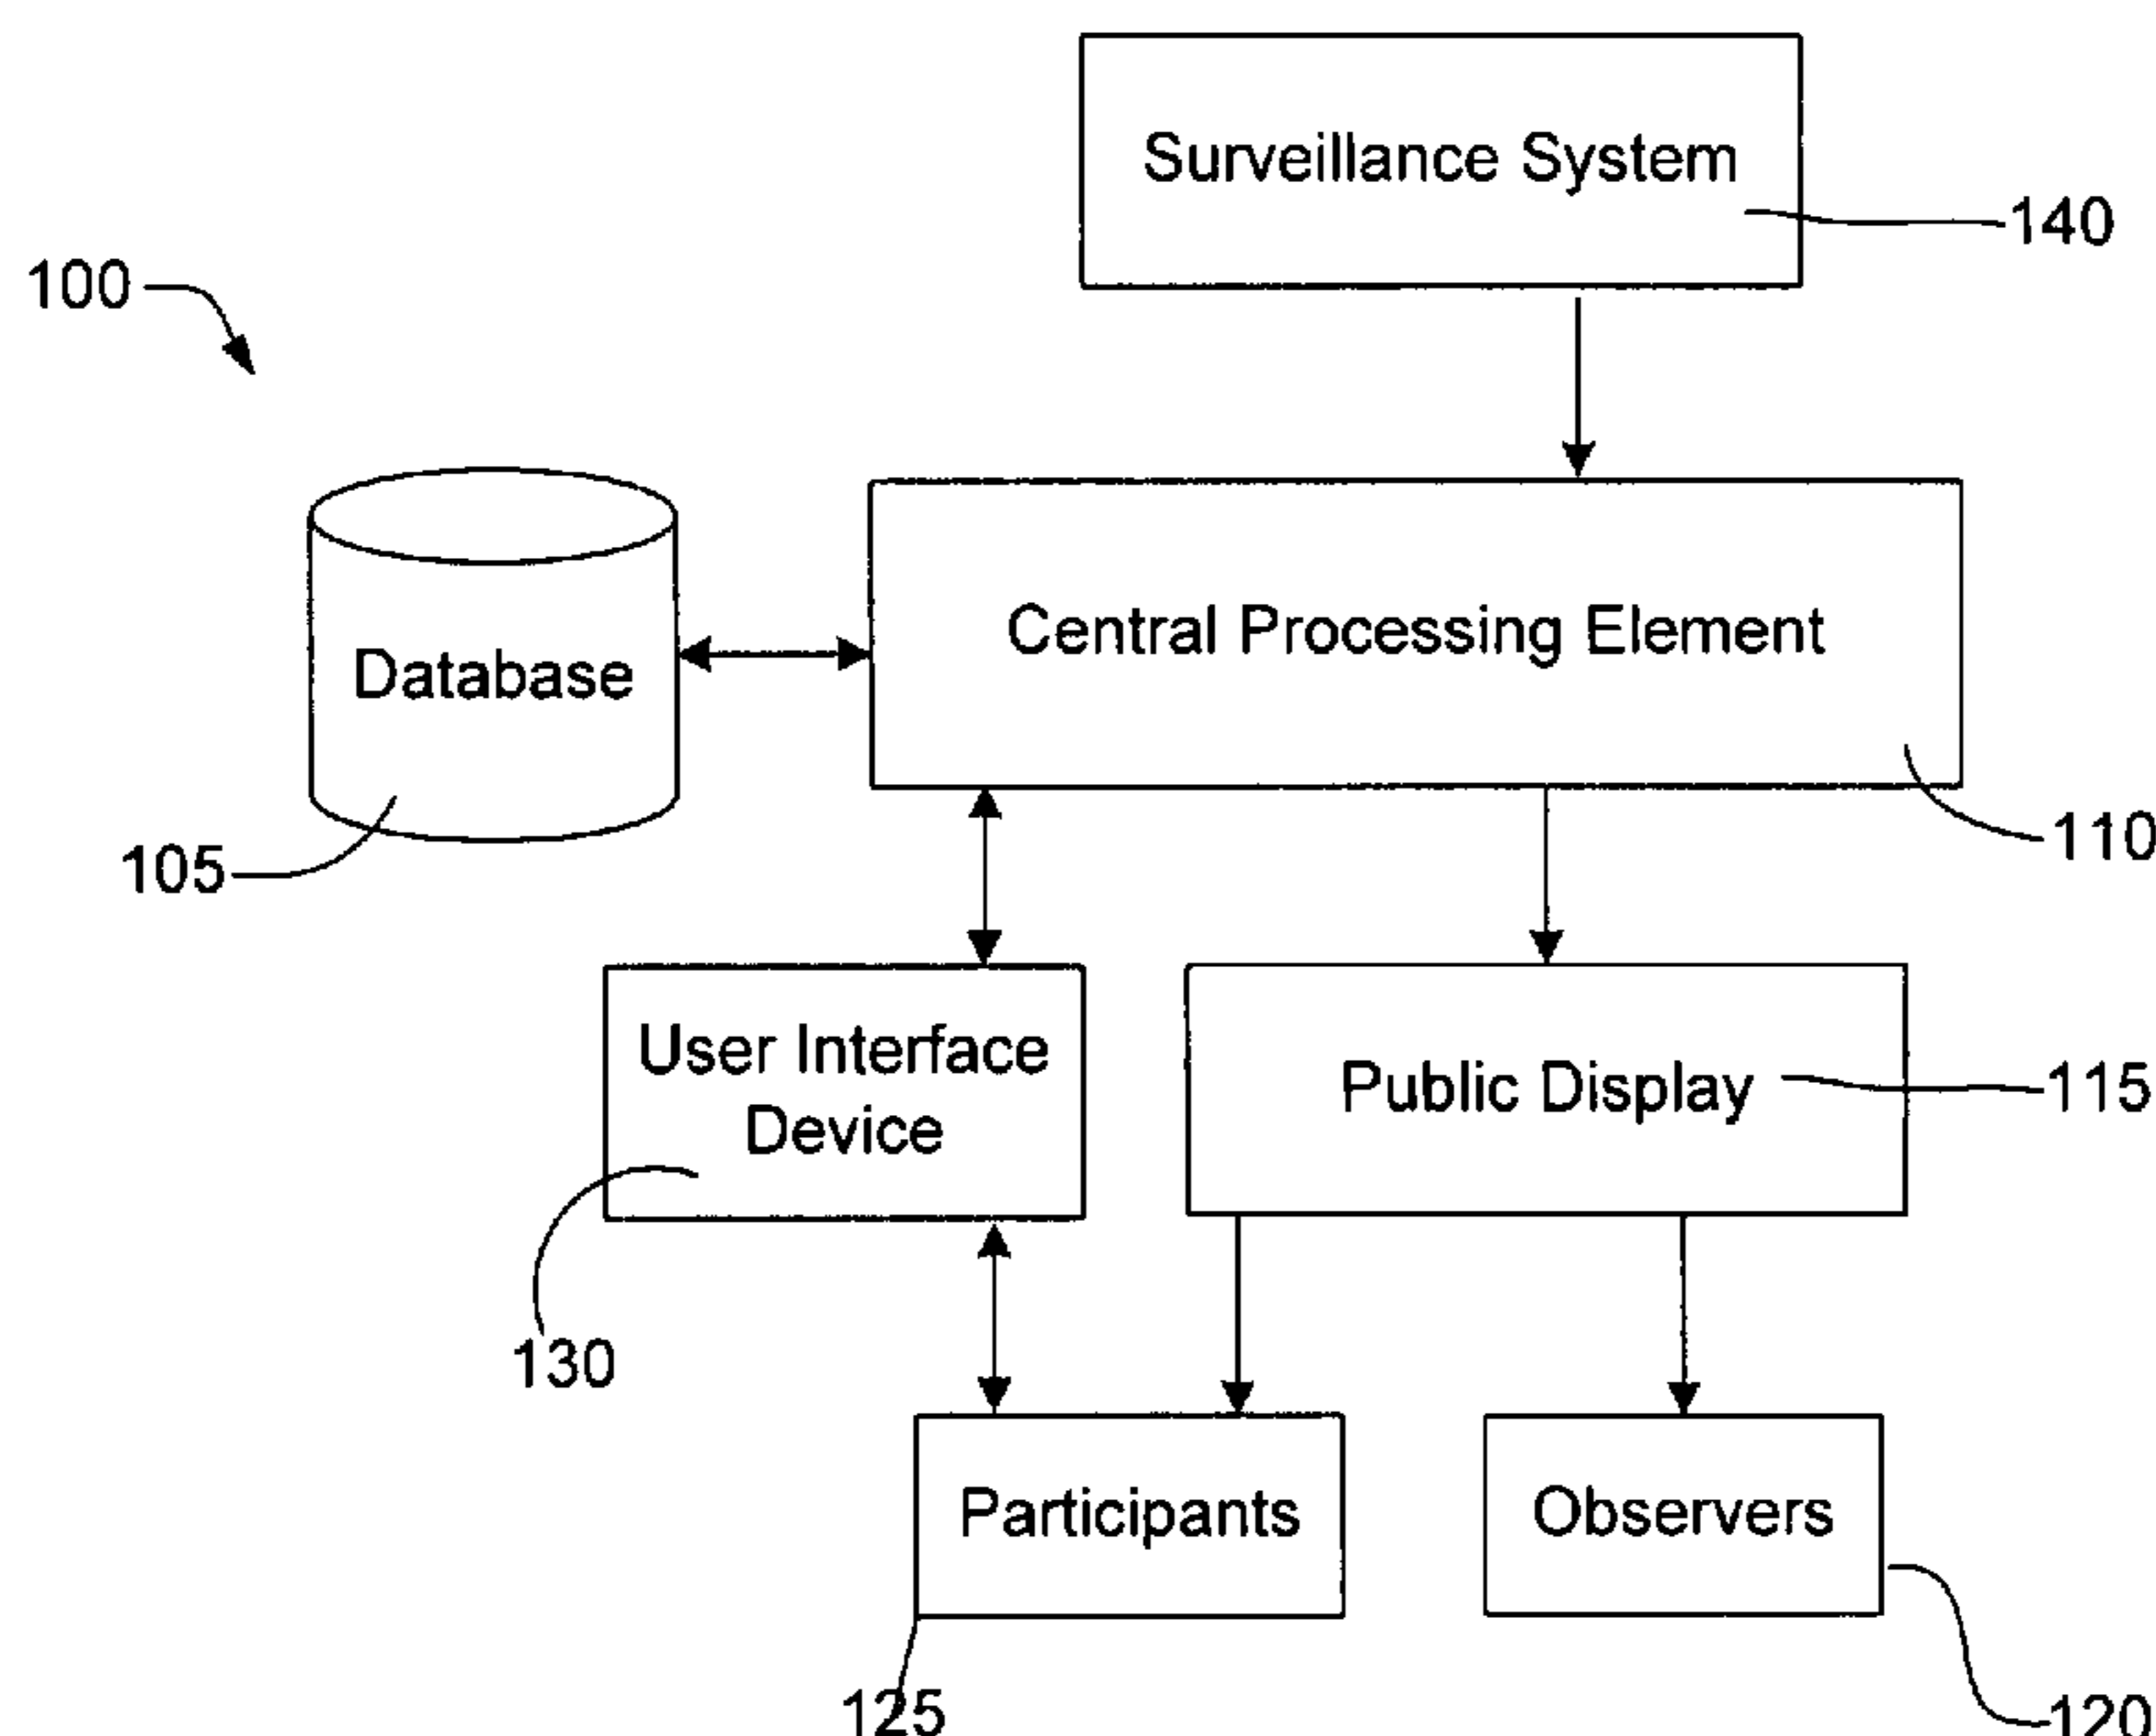 Surveillance System
140
100
Central Processing Element
Database
110
105
User Interface
Device
Public Display
115
130
Participants
Observers
125
120